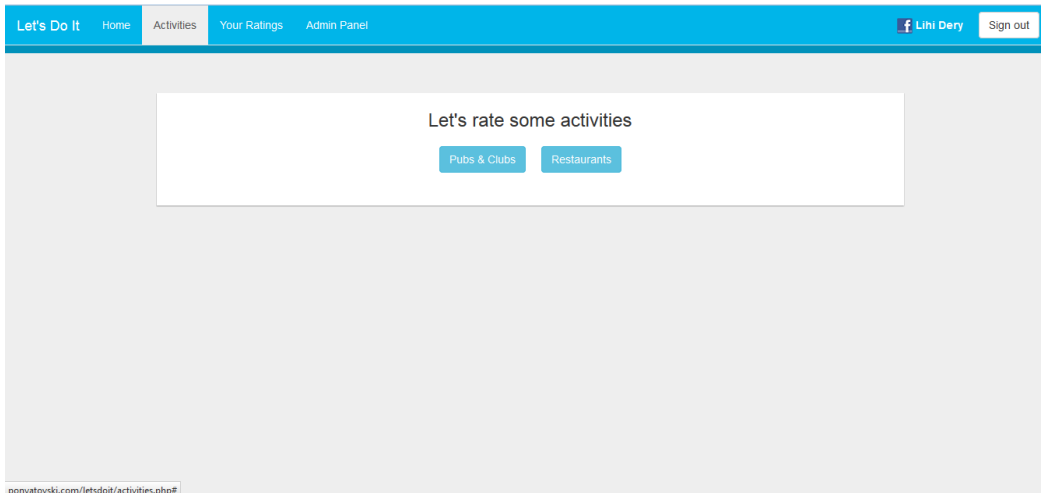 Let's Do It Home Activities Your Ratings Admin Panel Lihi Dery Sign out
Let's rate some activities
Pubs & Clubs Restaurants
ponyatovski.com/letsdoit/activities.php#